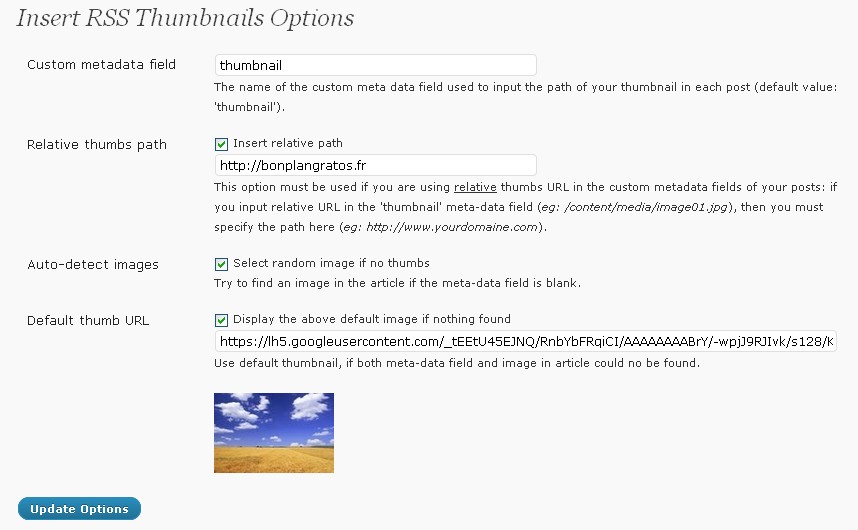 Insert RSS Thumbnails Options
Custom metadata field
thumbnail
The name of the custom meta data field used to input the path of your thumbnail in each post (default value:
'thumbnail').
Relative thumbs path
Insert relative path
http://bonplangratos.fr
This option must be used if you are using relative thumbs URL in the custom metadata fields of your posts: if
you input relative URL in the 'thumbnail' meta-data field (eg: /content/media/image01.jpg), then you must
specify the path here (eg: http://www.yourdomaine.com).
Auto-detect images
Select random image if no thumbs
Try to find an image in the article if the meta-data field is blank.
Default thumb URL
Display the above default image if nothing found
https://lh5.googleusercontent.com/_tEEtU45EJNQ/RnbYbFRqiCI/AAAAAAAABrY/-wpjJ9RJIvk/s128/K
Use default thumbnail, if both meta-data field and image in article could no be found.
Update Options